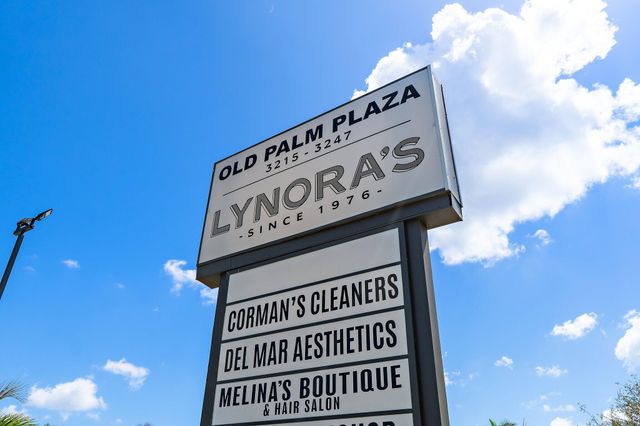 OLD PALM PLAZA
3215 - 3247
LYNORA'S
- SINCE 1976 -
CORMAN'S CLEANERS
DEL MAR AESTHETICS
MELINA'S BOUTIQUE
& HAIR SALON